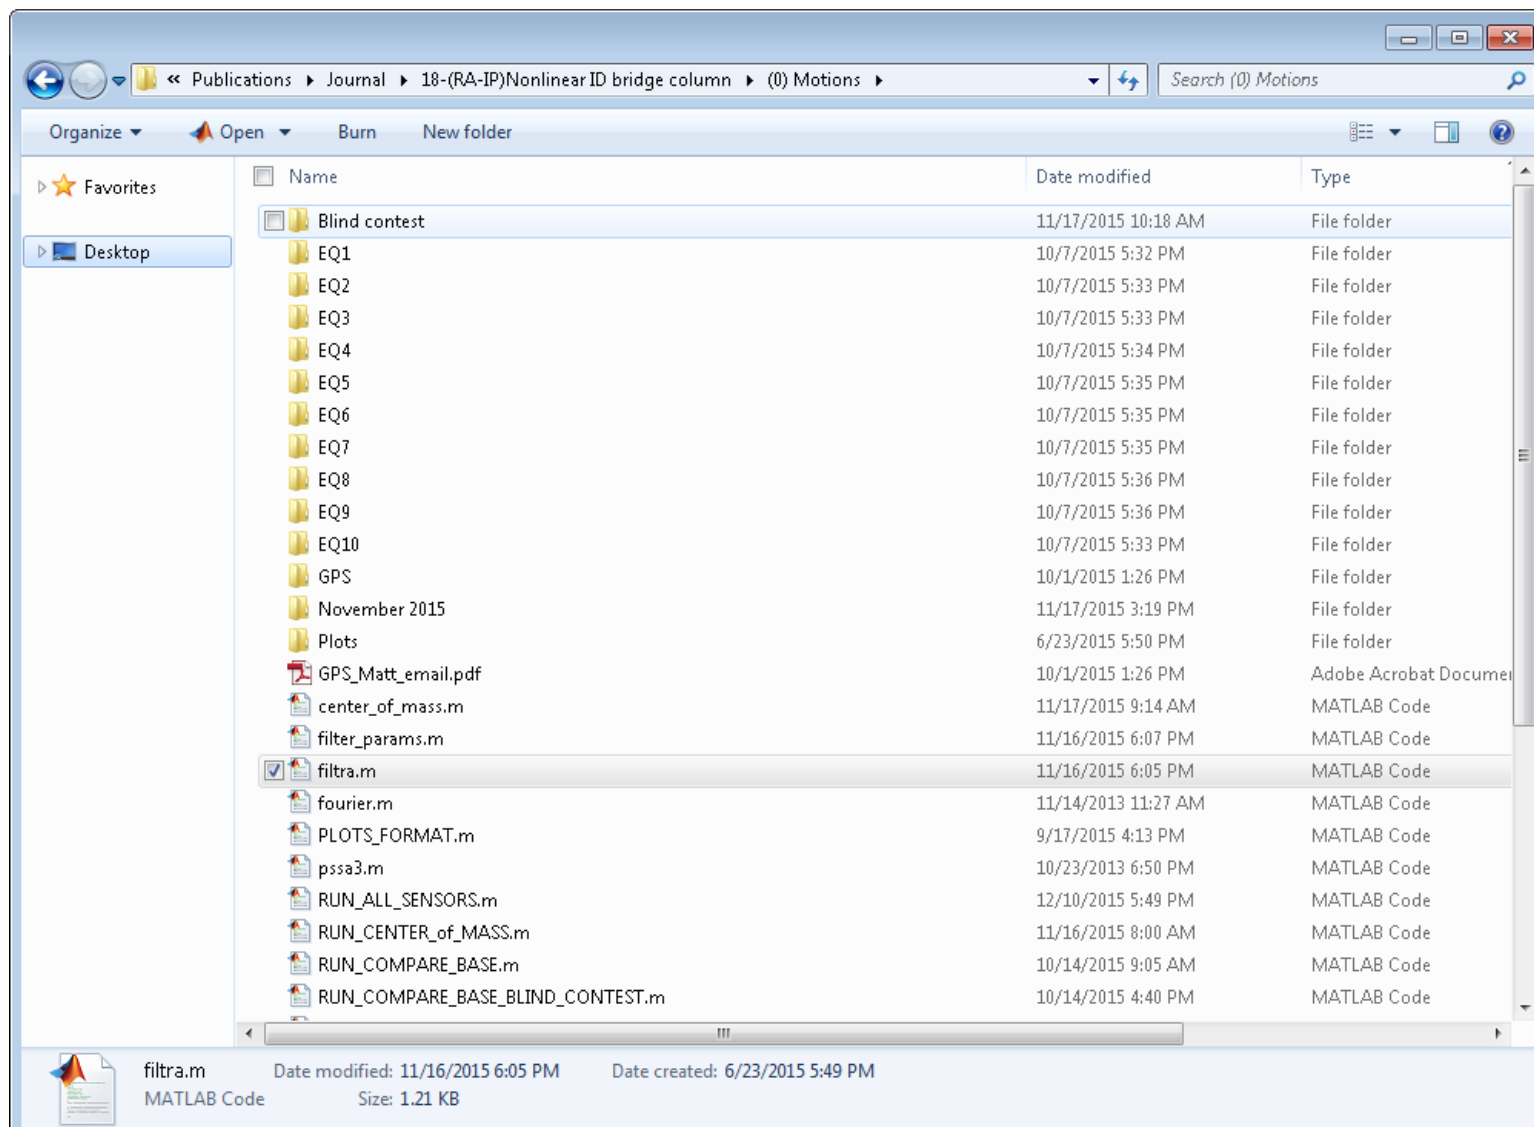 « Publications ▸ Journal ▸ 18-(RA-IP)Nonlinear ID bridge column ▸ (0) Motions ▸ Search (0) Motions
Organize Open Burn New folder
Favorites
Desktop
Name Date modified Type
Blind contest 11/17/2015 10:18 AM File folder
EQ1 10/7/2015 5:32 PM File folder
EQ2 10/7/2015 5:33 PM File folder
EQ3 10/7/2015 5:33 PM File folder
EQ4 10/7/2015 5:34 PM File folder
EQ5 10/7/2015 5:35 PM File folder
EQ6 10/7/2015 5:35 PM File folder
EQ7 10/7/2015 5:35 PM File folder
EQ8 10/7/2015 5:36 PM File folder
EQ9 10/7/2015 5:36 PM File folder
EQ10 10/7/2015 5:33 PM File folder
GPS 10/1/2015 1:26 PM File folder
November 2015 11/17/2015 3:19 PM File folder
Plots 6/23/2015 5:50 PM File folder
GPS_Matt_email.pdf 10/1/2015 1:26 PM Adobe Acrobat Documen
center_of_mass.m 11/17/2015 9:14 AM MATLAB Code
filter_params.m 11/16/2015 6:07 PM MATLAB Code
filtra.m 11/16/2015 6:05 PM MATLAB Code
fourier.m 11/14/2013 11:27 AM MATLAB Code
PLOTS_FORMAT.m 9/17/2015 4:13 PM MATLAB Code
pssa3.m 10/23/2013 6:50 PM MATLAB Code
RUN_ALL_SENSORS.m 12/10/2015 5:49 PM MATLAB Code
RUN_CENTER_of_MASS.m 11/16/2015 8:00 AM MATLAB Code
RUN_COMPARE_BASE.m 10/14/2015 9:05 AM MATLAB Code
RUN_COMPARE_BASE_BLIND_CONTEST.m 10/14/2015 4:40 PM MATLAB Code
filtra.m Date modified: 11/16/2015 6:05 PM Date created: 6/23/2015 5:49 PM
MATLAB Code Size: 1.21 KB